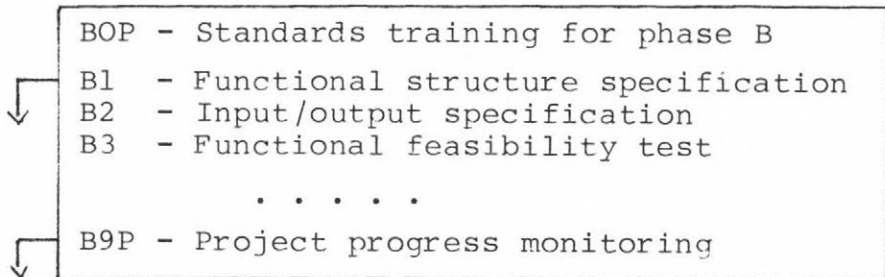 BOP - Standards training for phase B
B1 - Functional structure specification
B2 - Input/output specification
B3 - Functional feasibility test
. . . . .
B9P - Project progress monitoring